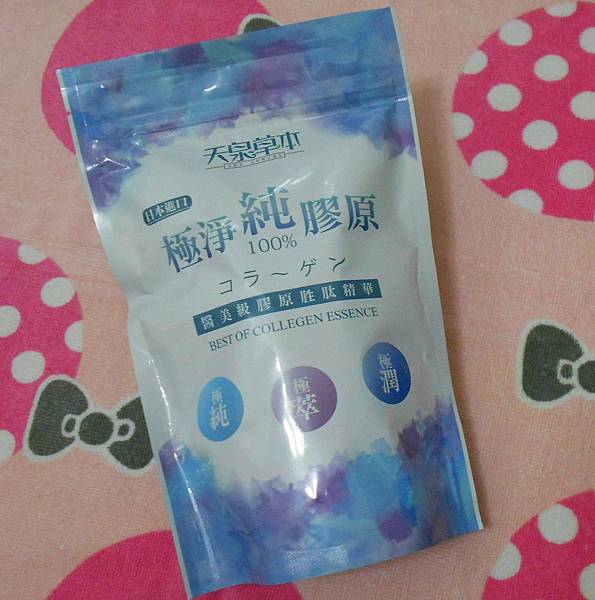 天泉草本
日本進口
極淨純膠原
100%
コラ～ゲン
醫美級膠原胜肽精華
BEST OF COLLEGEN ESSENCE
極純
極萃
極潤